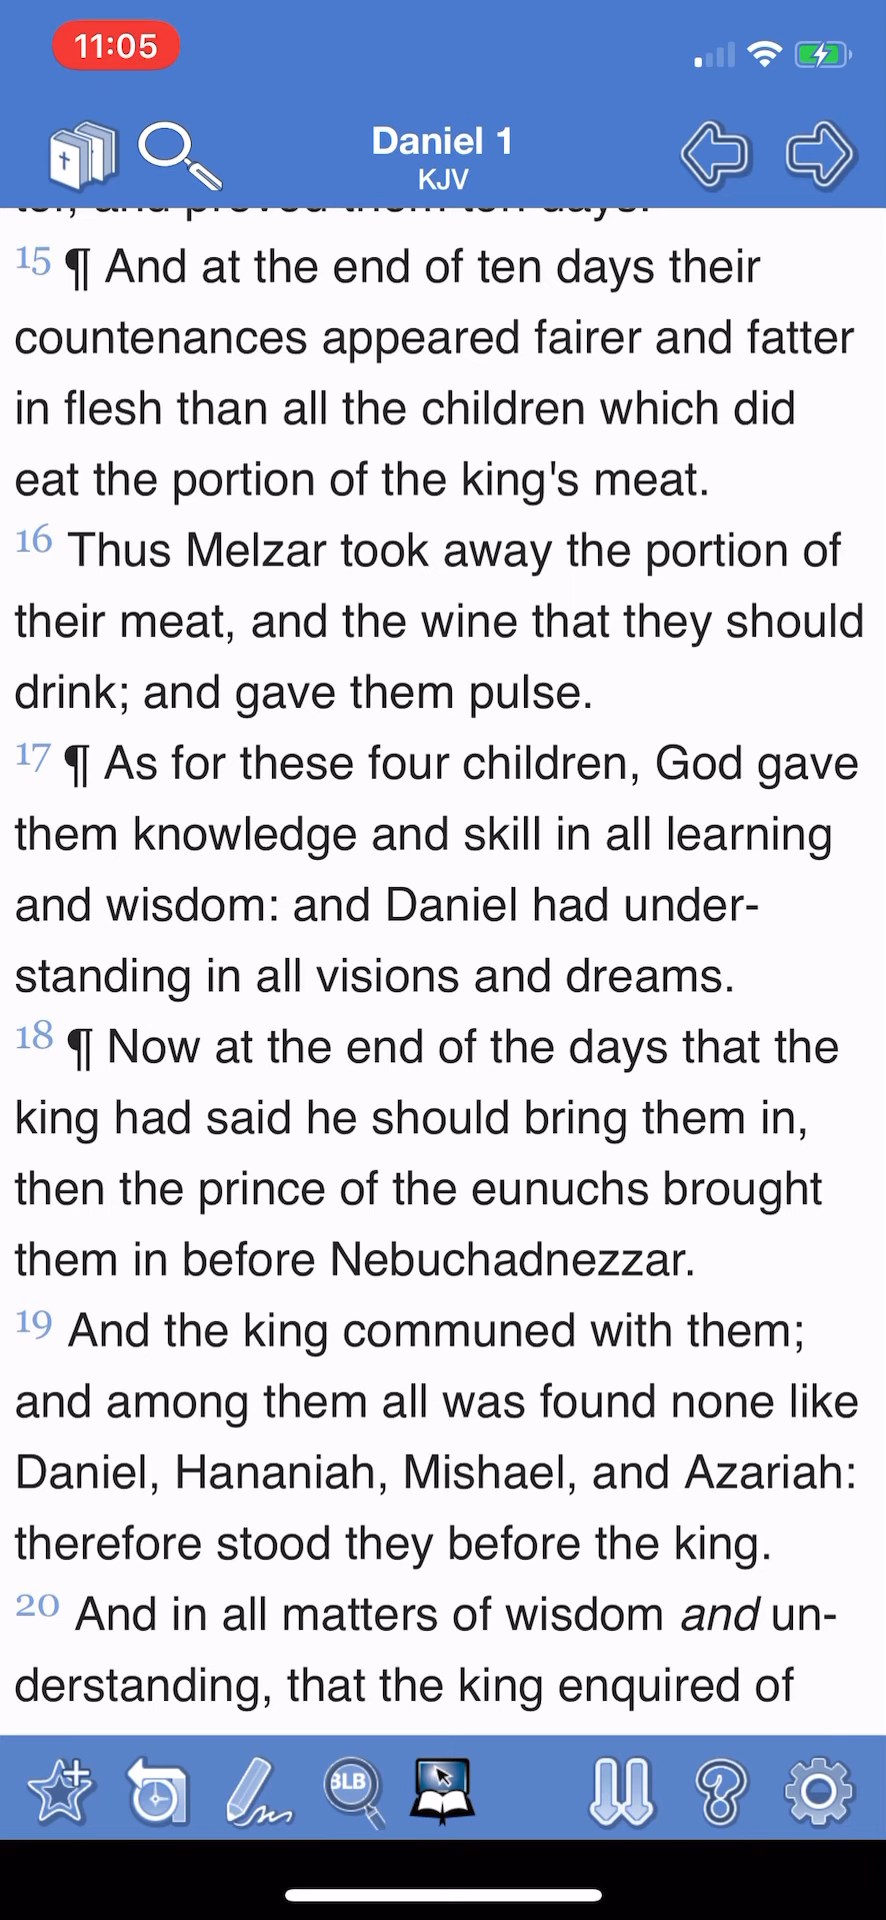 11:05
Daniel 1
KJV
15 ¶ And at the end of ten days their
countenances appeared fairer and fatter
in flesh than all the children which did
eat the portion of the king's meat.
16 Thus Melzar took away the portion of
their meat, and the wine that they should
drink; and gave them pulse.
17 ¶ As for these four children, God gave
them knowledge and skill in all learning
and wisdom: and Daniel had under-
standing in all visions and dreams.
18 ¶ Now at the end of the days that the
king had said he should bring them in,
then the prince of the eunuchs brought
them in before Nebuchadnezzar.
19 And the king communed with them;
and among them all was found none like
Daniel, Hananiah, Mishael, and Azariah:
therefore stood they before the king.
20 And in all matters of wisdom and un-
derstanding, that the king enquired of
BLB